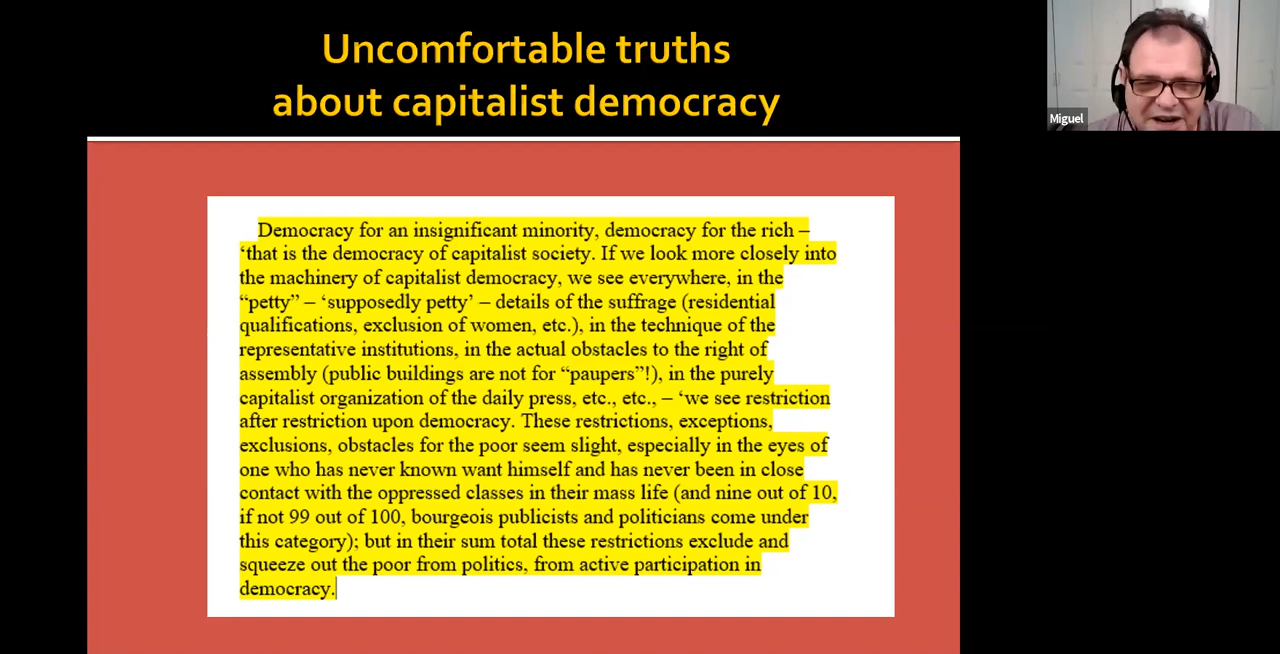 Uncomfortable truths
about capitalist democracy
Miguel
Democracy for an insignificant minority, democracy for the rich –
‘that is the democracy of capitalist society. If we look more closely into
the machinery of capitalist democracy, we see everywhere, in the
“petty” – ‘supposedly petty’ – details of the suffrage (residential
qualifications, exclusion of women, etc.), in the technique of the
representative institutions, in the actual obstacles to the right of
assembly (public buildings are not for “paupers”!), in the purely
capitalist organization of the daily press, etc., etc., – ‘we see restriction
after restriction upon democracy. These restrictions, exceptions,
exclusions, obstacles for the poor seem slight, especially in the eyes of
one who has never known want himself and has never been in close
contact with the oppressed classes in their mass life (and nine out of 10,
if not 99 out of 100, bourgeois publicists and politicians come under
this category); but in their sum total these restrictions exclude and
squeeze out the poor from politics, from active participation in
democracy.